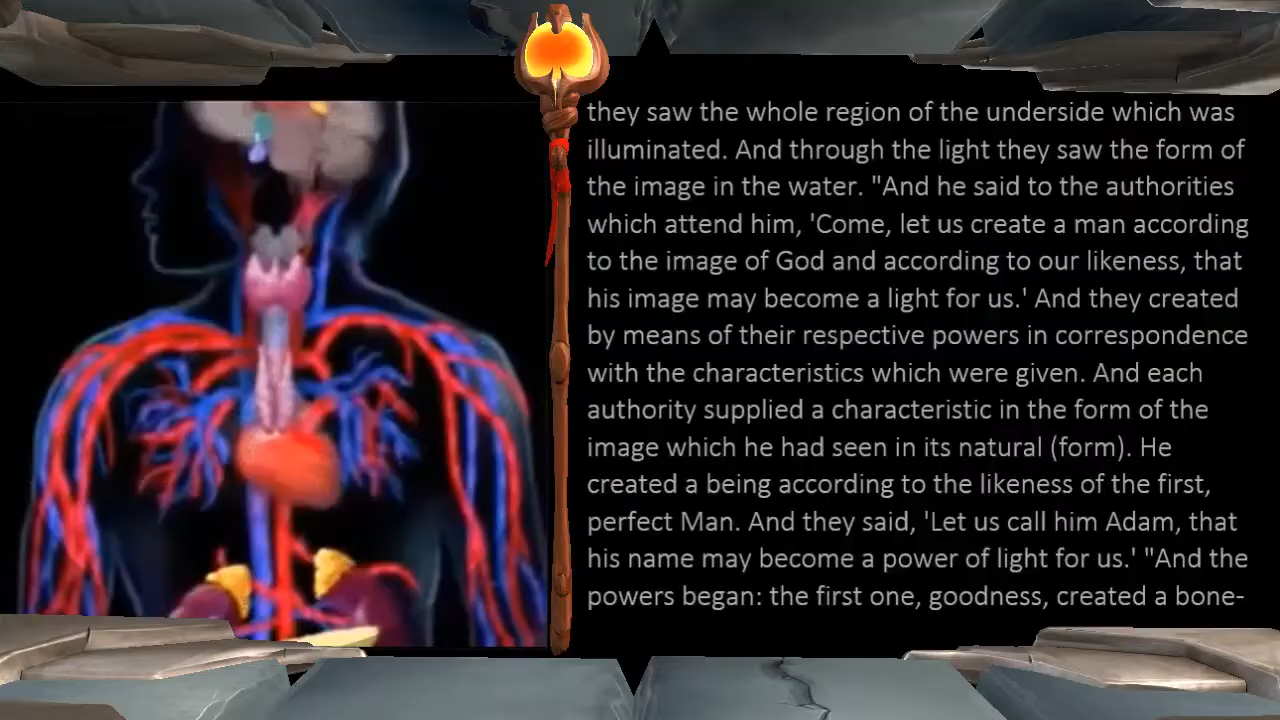 they saw the whole region of the underside which was
illuminated. And through the light they saw the form of
the image in the water. "And he said to the authorities
which attend him, 'Come, let us create a man according
to the image of God and according to our likeness, that
his image may become a light for us.' And they created
by means of their respective powers in correspondence
with the characteristics which were given. And each
authority supplied a characteristic in the form of the
image which he had seen in its natural (form). He
created a being according to the likeness of the first,
perfect Man. And they said, 'Let us call him Adam, that
his name may become a power of light for us.' "And the
powers began: the first one, goodness, created a bone-